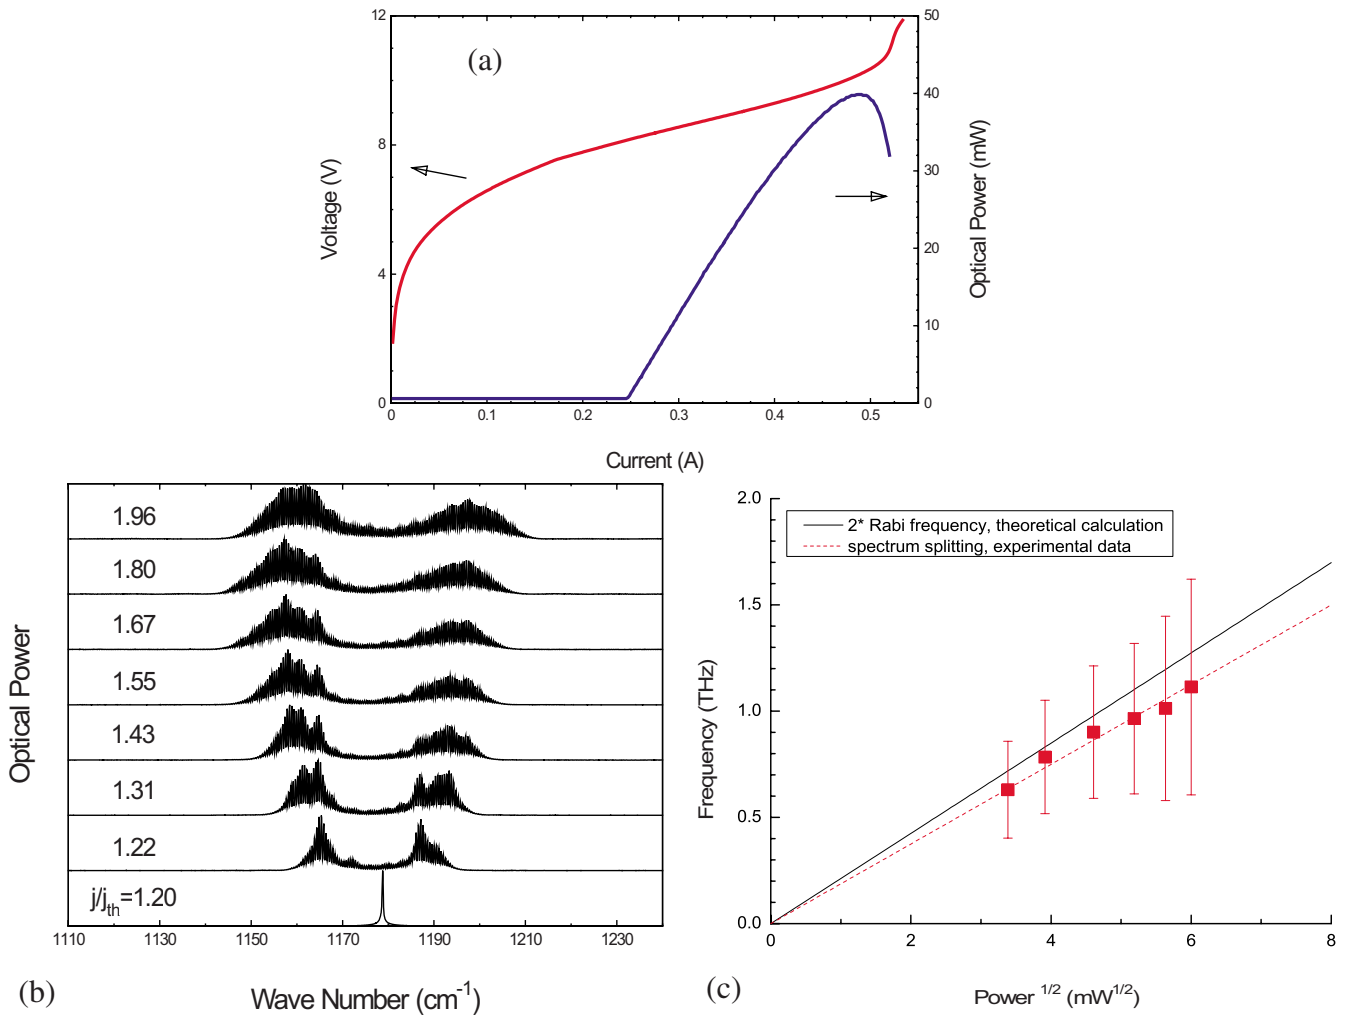 (a)
12
8
4
0
Voltage (V)
50
40
30
20
10
0
Optical Power (mW)
0 0.1 0.2 0.3 0.4 0.5
Current (A)
1.96
1.80
1.67
1.55
1.43
1.31
1.22
j/j_th=1.20
Optical Power
1110 1130 1150 1170 1190 1210 1230
(b)
Wave Number (cm⁻¹)
2.0
1.5
1.0
0.5
0.0
Frequency (THz)
2* Rabi frequency, theoretical calculation
spectrum splitting, experimental data
0 2 4 6 8
(c)
Power ^1/2 (mW^1/2)